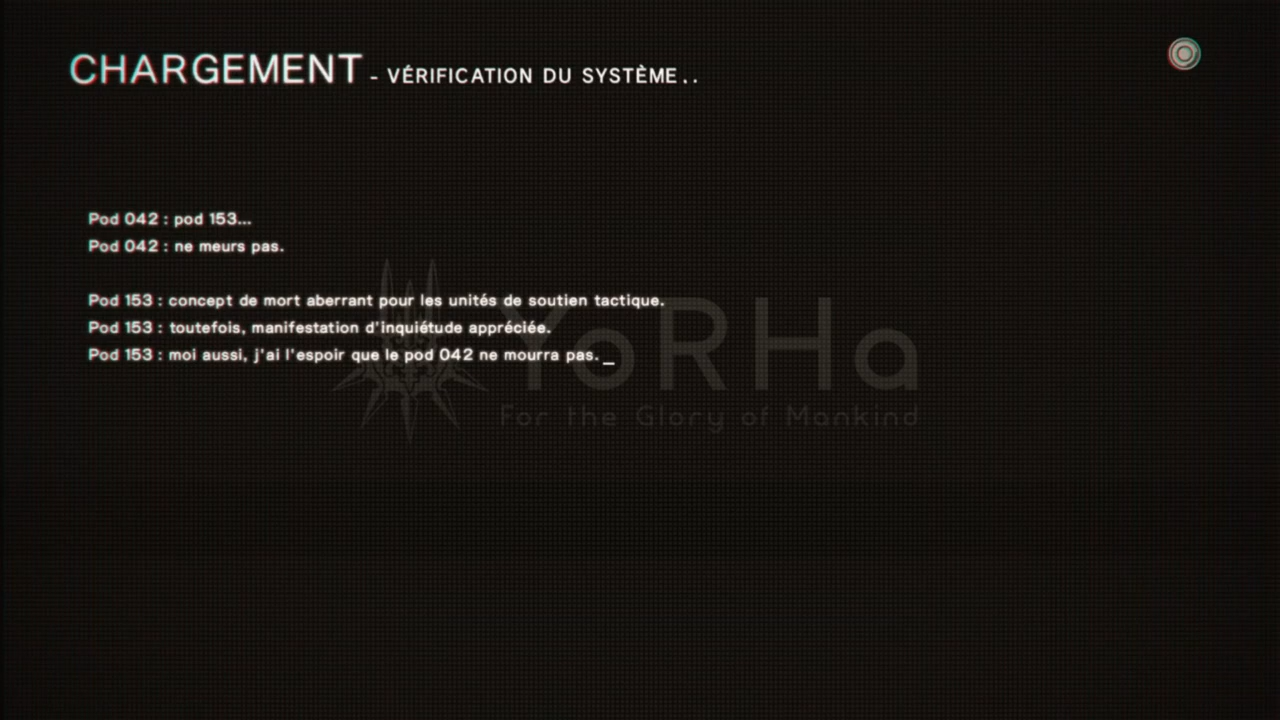 CHARGEMENT - VÉRIFICATION DU SYSTÈME..
Pod 042 : pod 153...
Pod 042 : ne meurs pas.
Pod 153 : concept de mort aberrant pour les unités de soutien tactique.
Pod 153 : toutefois, manifestation d'inquiétude appréciée.
Pod 153 : moi aussi, j'ai l'espoir que le pod 042 ne mourra pas._
YoRHa
For the Glory of Mankind